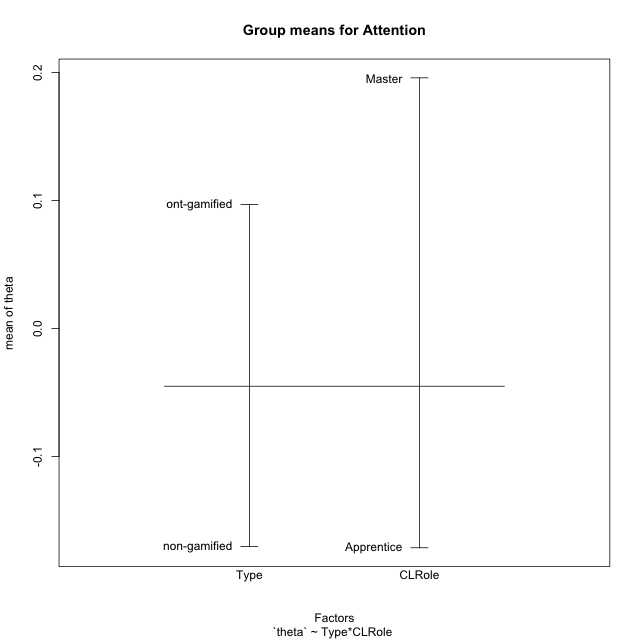 Group means for Attention
mean of theta
0.2
0.1
0.0
-0.1
Master
ont-gamified
non-gamified
Apprentice
Type
CLRole
Factors
`theta` ~ Type*CLRole